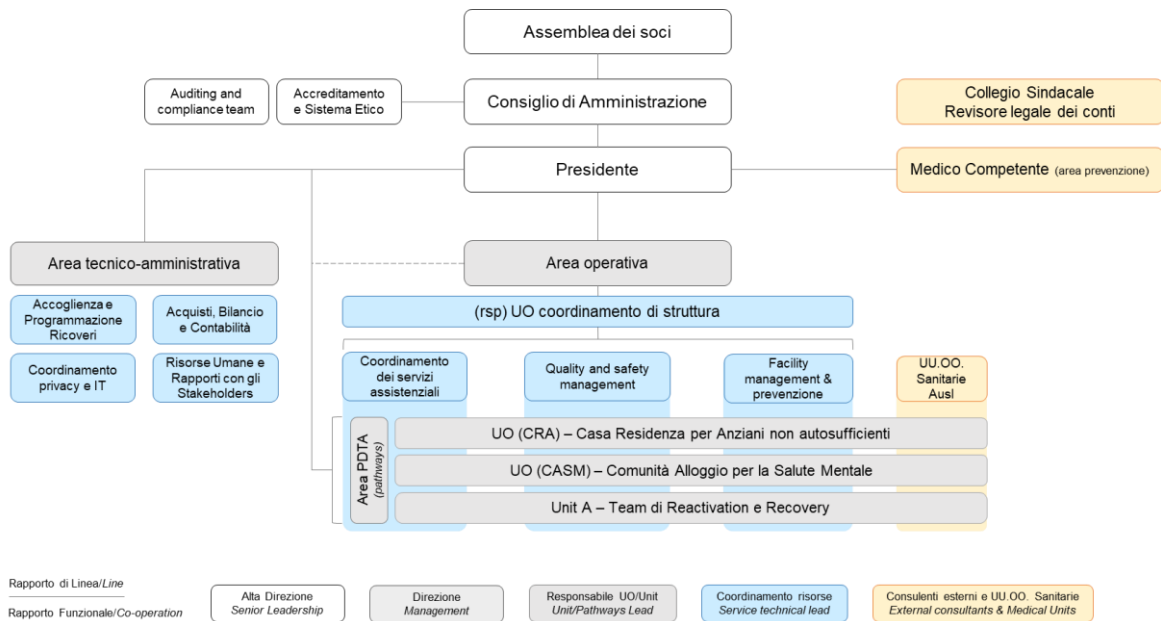 Assemblea dei soci
Auditing and
compliance team
Accreditamento
e Sistema Etico
Consiglio di Amministrazione
Collegio Sindacale
Revisore legale dei conti
Presidente
Medico Competente (area prevenzione)
Area tecnico-amministrativa
Area operativa
Accoglienza e
Programmazione
Ricoveri
Acquisti, Bilancio
e Contabilità
(rsp) UO coordinamento di struttura
Coordinamento
privacy e IT
Risorse Umane e
Rapporti con gli
Stakeholders
Coordinamento
dei servizi
assistenziali
Quality and safety
management
Facility
management &
prevenzione
UU.OO.
Sanitarie
Ausl
Area PDTA
(pathways)
UO (CRA) – Casa Residenza per Anziani non autosufficienti
UO (CASM) – Comunità Alloggio per la Salute Mentale
Unit A – Team di Reactivation e Recovery
Rapporto di Linea/Line
Rapporto Funzionale/Co-operation
Alta Direzione
Senior Leadership
Direzione
Management
Responsabile UO/Unit
Unit/Pathways Lead
Coordinamento risorse
Service technical lead
Consulenti esterni e UU.OO. Sanitarie
External consultants & Medical Units